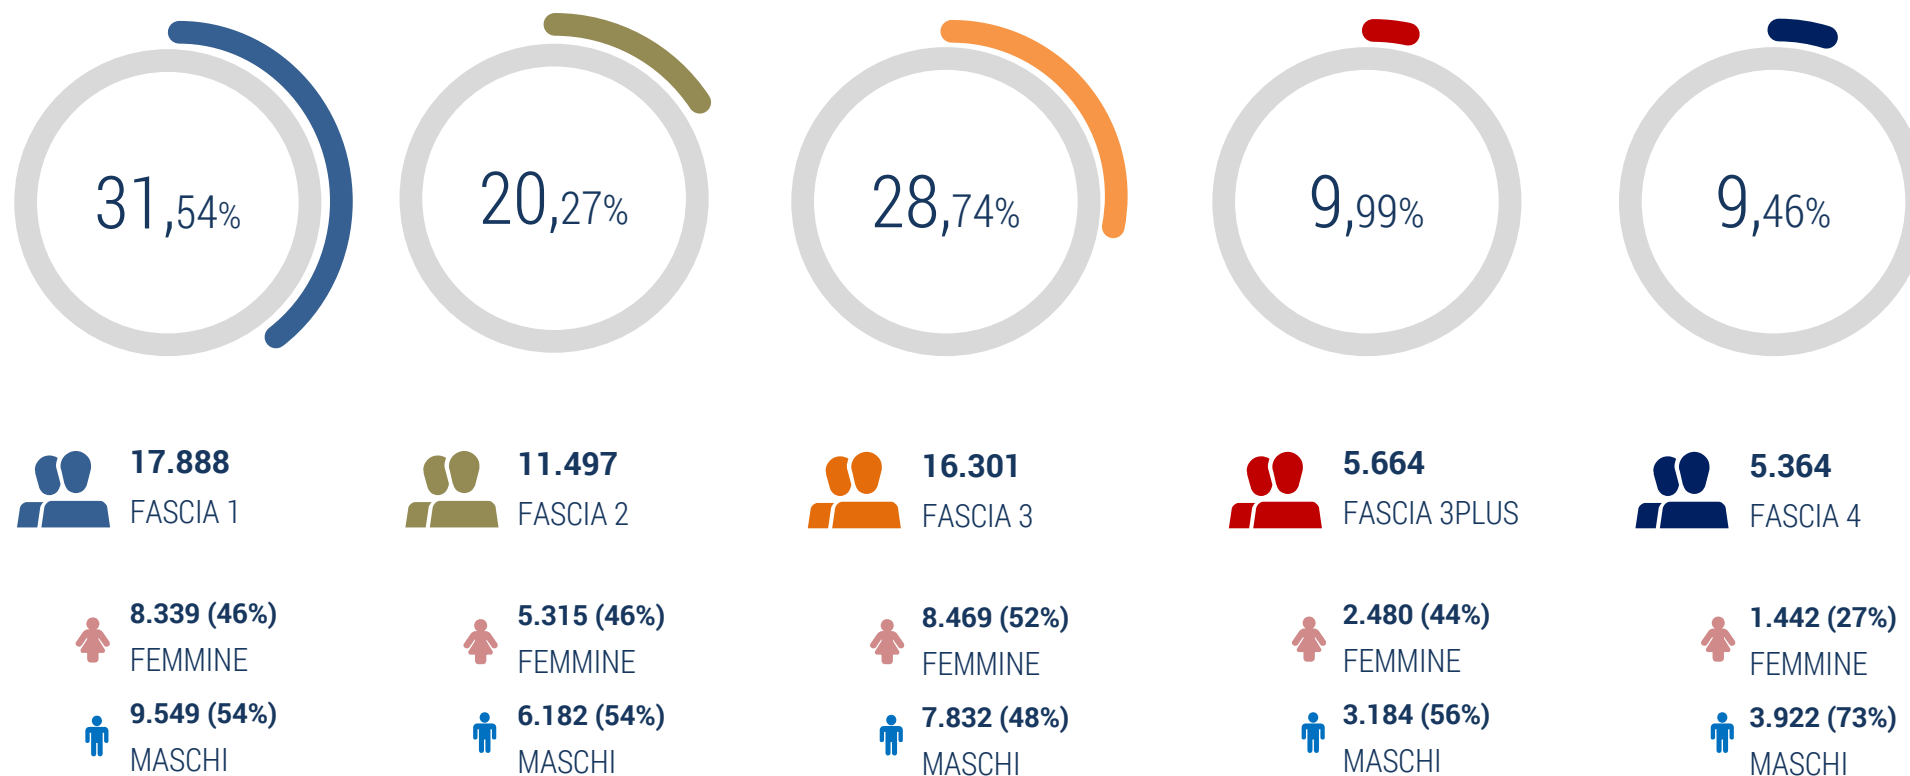 31,54%
20,27%
28,74%
9,99%
9,46%
17.888
FASCIA 1
11.497
FASCIA 2
16.301
FASCIA 3
5.664
FASCIA 3PLUS
5.364
FASCIA 4
8.339 (46%)
FEMMINE
5.315 (46%)
FEMMINE
8.469 (52%)
FEMMINE
2.480 (44%)
FEMMINE
1.442 (27%)
FEMMINE
9.549 (54%)
MASCHI
6.182 (54%)
MASCHI
7.832 (48%)
MASCHI
3.184 (56%)
MASCHI
3.922 (73%)
MASCHI